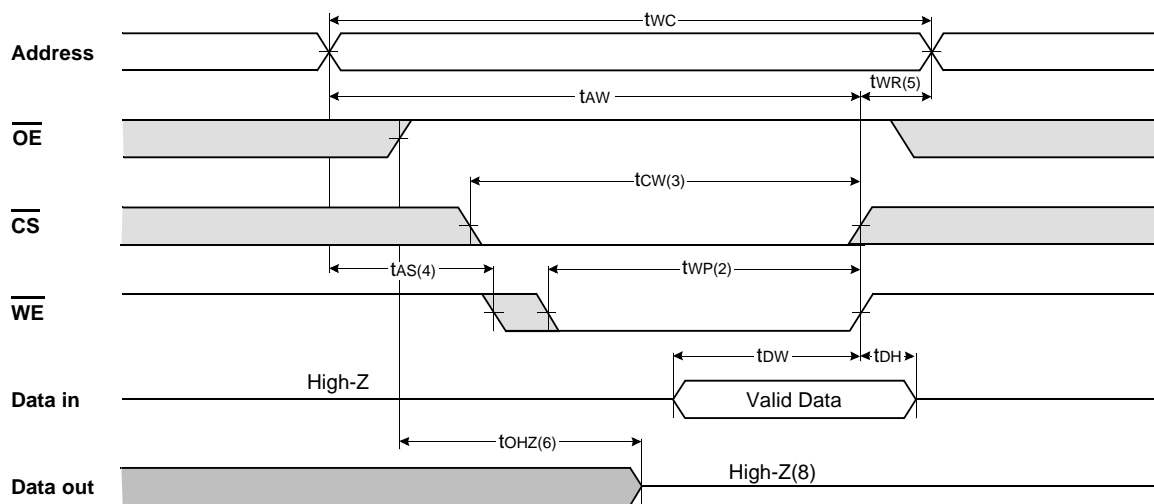 tWC
Address
tAW
tWR(5)
OE
tCW(3)
CS
tAS(4)
tWP(2)
WE
tDW
tDH
High-Z
Data in
Valid Data
tOHZ(6)
High-Z(8)
Data out